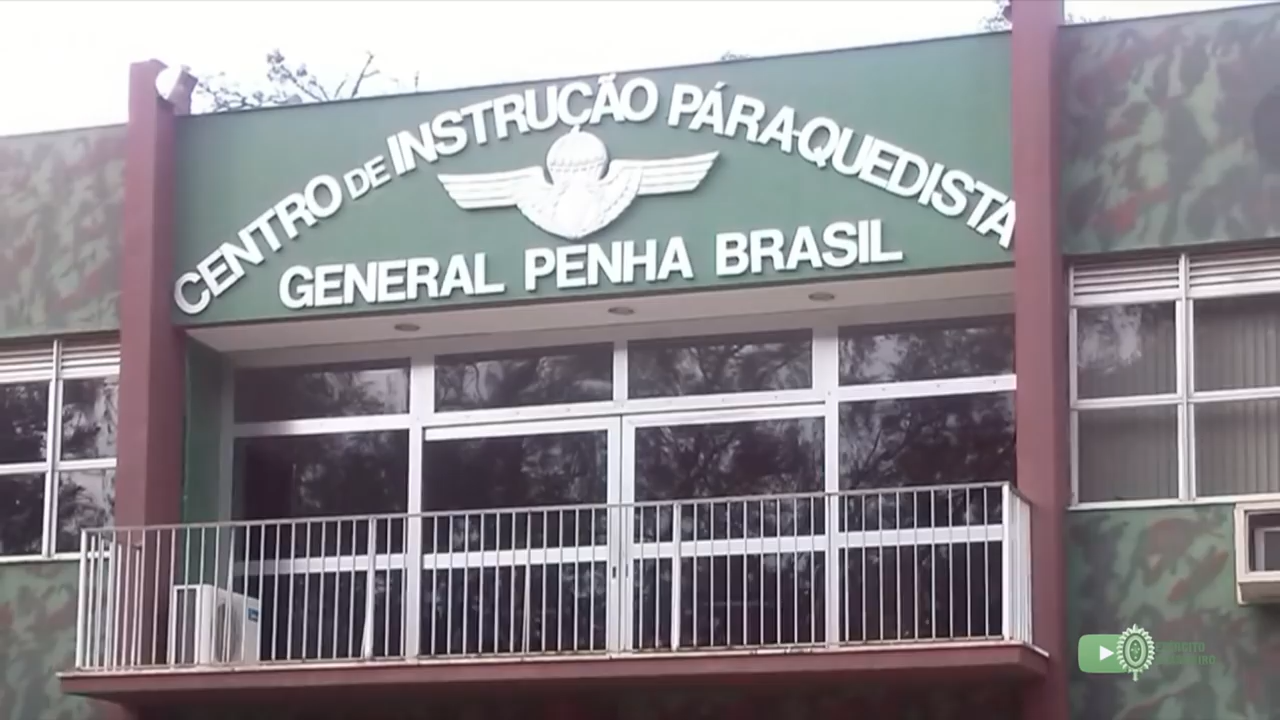 CENTRO DE INSTRUÇÃO PÁRA-QUEDISTA
GENERAL PENHA BRASIL